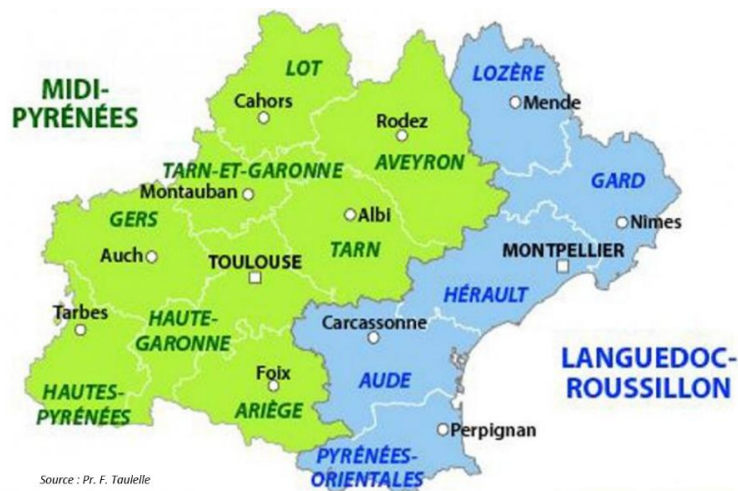 MIDI-
PYRÉNÉES
LOT
Cahors
Rodez
AVEYRON
LOZÈRE
Mende
TARN-ET-GARONNE
Montauban
GERS
Auch
TOULOUSE
Albi
TARN
GARD
Nîmes
MONTPELLIER
HÉRAULT
Tarbes
HAUTE-
GARONNE
Carcassonne
HAUTES-
PYRÉNÉES
Foix
ARIÈGE
AUDE
LANGUEDOC-
ROUSSILLON
Perpignan
PYRÉNÉES-
ORIENTALES
Source : Pr. F. Taulelle